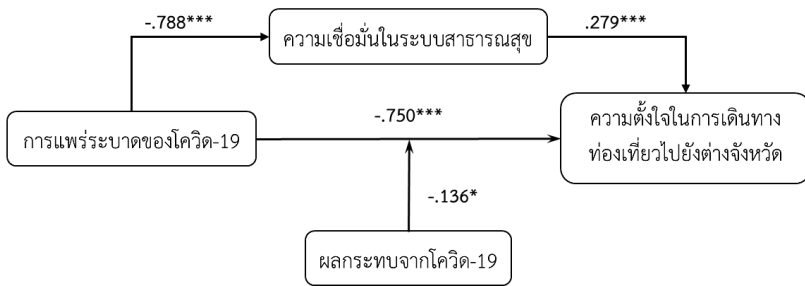 -.788***
ความเชื่อมั่นในระบบสาธารณสุข
.279***
การแพร่ระบาดของโควิด-19
-.750***
ความตั้งใจในการเดินทาง
ท่องเที่ยวไปยังต่างจังหวัด
-.136*
ผลกระทบจากโควิด-19